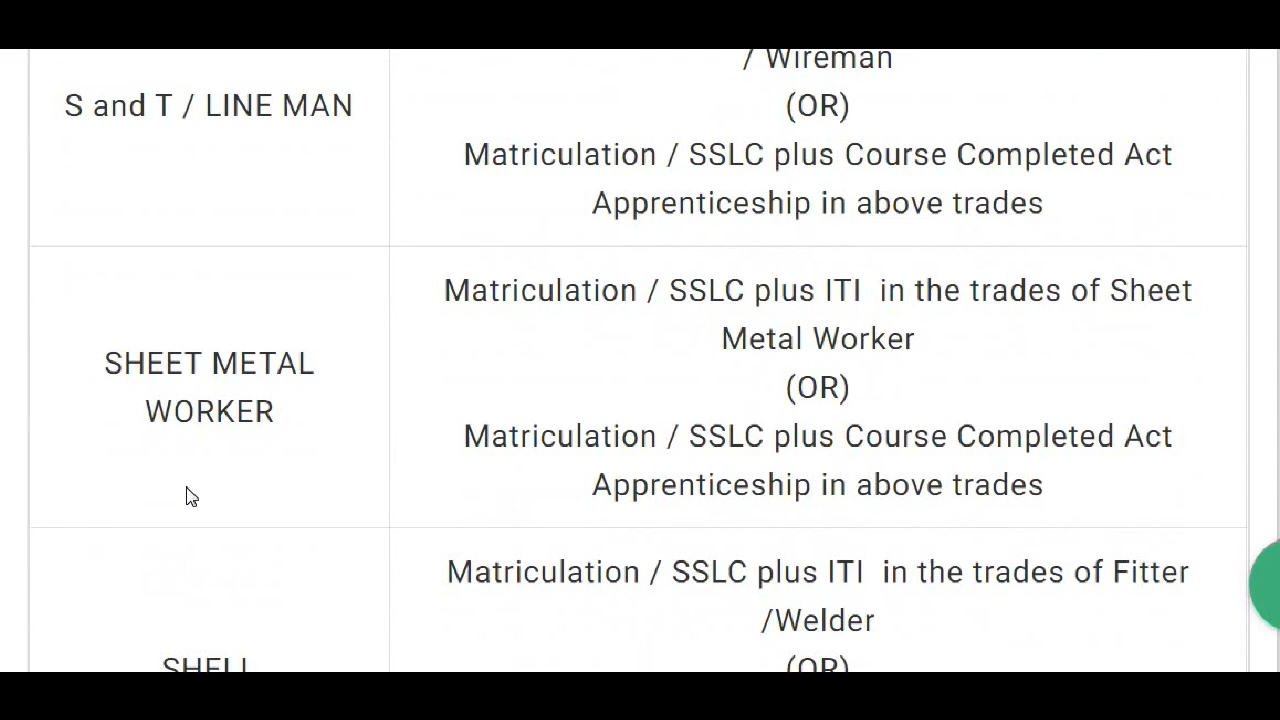 / Wireman
S and T / LINE MAN
(OR)
Matriculation / SSLC plus Course Completed Act
Apprenticeship in above trades
SHEET METAL
WORKER
Matriculation / SSLC plus ITI  in the trades of Sheet
Metal Worker
(OR)
Matriculation / SSLC plus Course Completed Act
Apprenticeship in above trades
SHELL
Matriculation / SSLC plus ITI  in the trades of Fitter
/Welder
(OR)